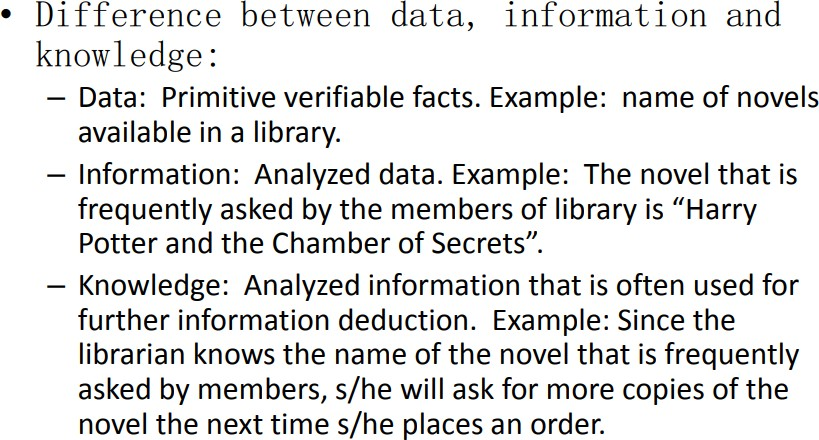 • Difference between data, information and
knowledge:
– Data:  Primitive verifiable facts. Example:  name of novels
available in a library.
– Information:  Analyzed data. Example:  The novel that is
frequently asked by the members of library is “Harry
Potter and the Chamber of Secrets”.
– Knowledge:  Analyzed information that is often used for
further information deduction.  Example: Since the
librarian knows the name of the novel that is frequently
asked by members, s/he will ask for more copies of the
novel the next time s/he places an order.